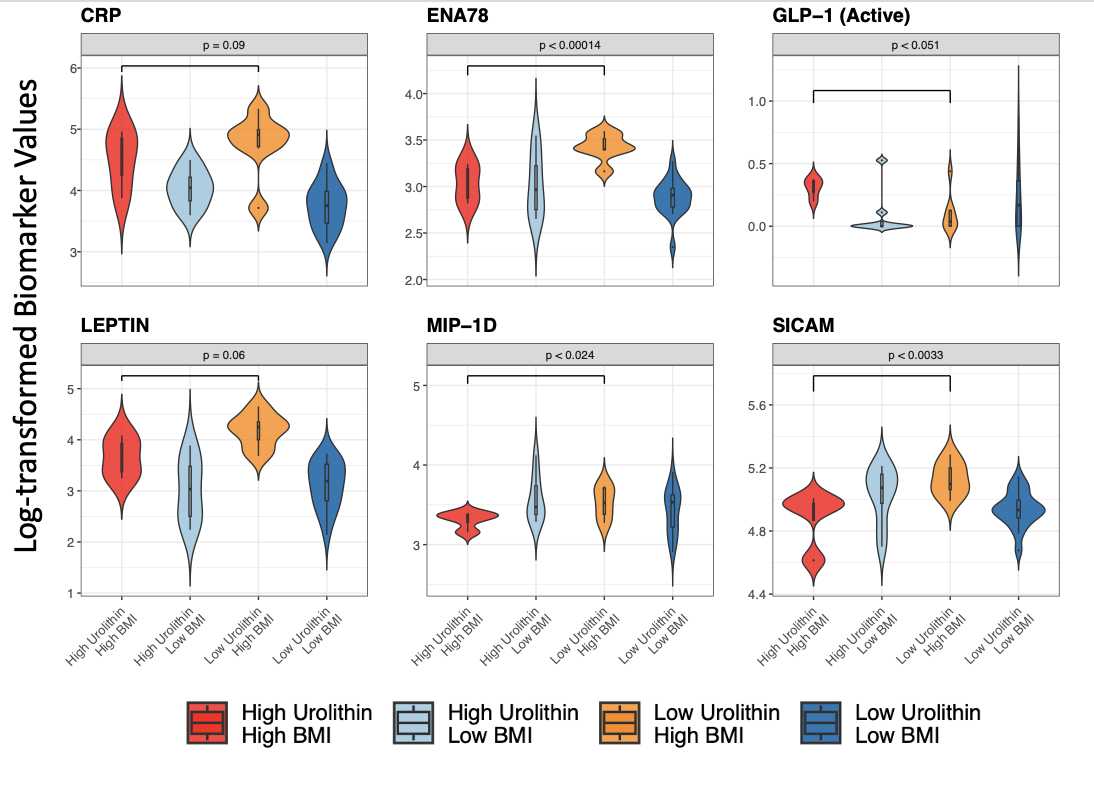 CRP
ENA78
GLP−1 (Active)
p = 0.09
p < 0.00014
p < 0.051
6
5
4
3
4.0
3.5
3.0
2.5
2.0
1.0
0.5
0.0
Log-transformed Biomarker Values
LEPTIN
MIP−1D
SICAM
p = 0.06
p < 0.024
p < 0.0033
5
4
3
2
1
5
4
3
5.6
5.2
4.8
4.4
High Urolithin
High BMI
High Urolithin
Low BMI
Low Urolithin
High BMI
Low Urolithin
Low BMI
High Urolithin
High BMI
High Urolithin
Low BMI
Low Urolithin
High BMI
Low Urolithin
Low BMI
High Urolithin
High BMI
High Urolithin
Low BMI
Low Urolithin
High BMI
Low Urolithin
Low BMI
High Urolithin
High BMI
High Urolithin
Low BMI
Low Urolithin
High BMI
Low Urolithin
Low BMI